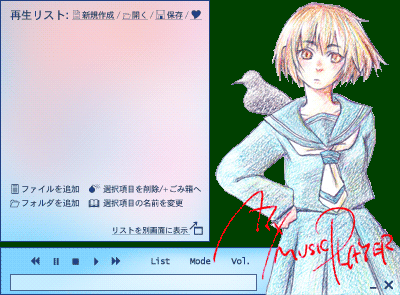 再生リスト: 新規作成 / 開く / 保存 /
ファイルを追加 選択項目を削除/+ごみ箱へ
フォルダを追加 選択項目の名前を変更
リストを別画面に表示
List Mode Vol.
MUSIC PLAYER